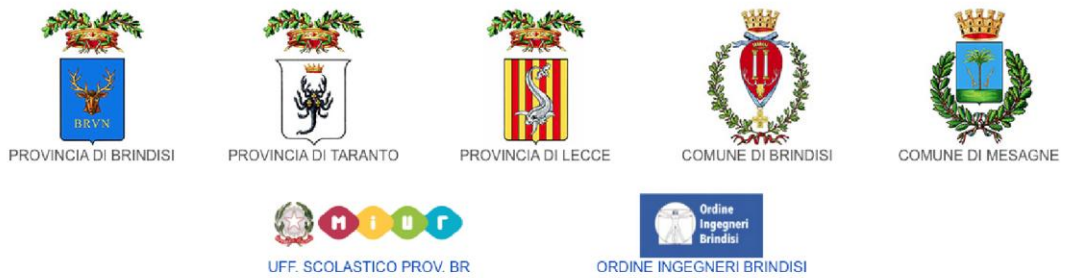 BRVN
PROVINCIA DI BRINDISI
PROVINCIA DI TARANTO
PROVINCIA DI LECCE
COMUNE DI BRINDISI
COMUNE DI MESAGNE
MiUr
UFF. SCOLASTICO PROV. BR
Ordine
Ingegneri
Brindisi
ORDINE INGEGNERI BRINDISI